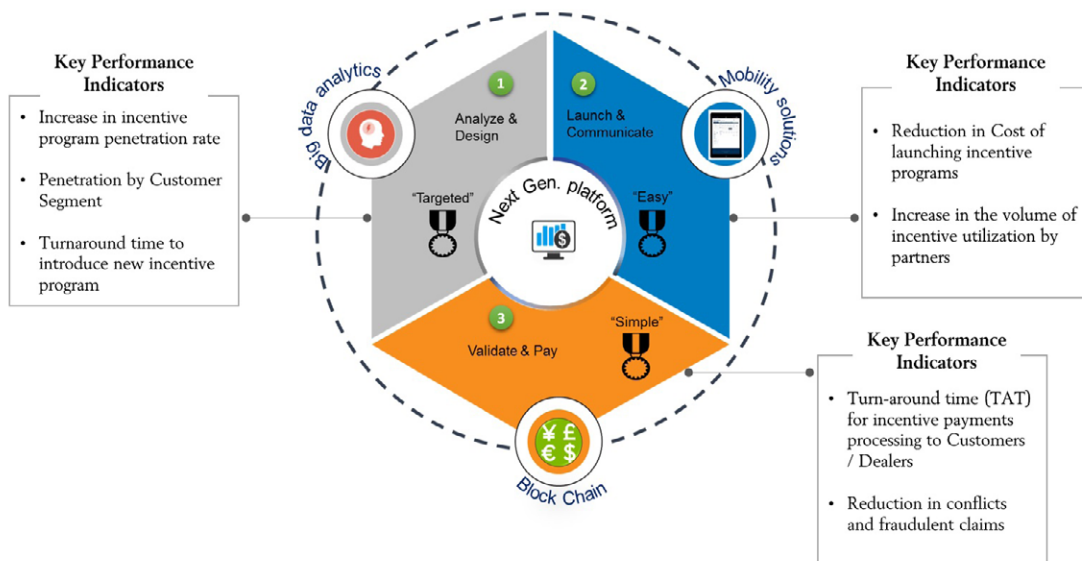 Key Performance
Indicators
• Increase in incentive
program penetration rate
• Penetration by Customer
Segment
• Turnaround time to
introduce new incentive
program
Big data analytics
1
Analyze &
Design
"Targeted"
2
Launch &
Communicate
"Easy"
Mobility solutions
Next Gen. platform
$
3
Validate & Pay
"Simple"
¥ £
€ $
Block Chain
Key Performance
Indicators
• Reduction in Cost of
launching incentive
programs
• Increase in the volume of
incentive utilization by
partners
Key Performance
Indicators
• Turn-around time (TAT)
for incentive payments
processing to Customers
/ Dealers
• Reduction in conflicts
and fraudulent claims